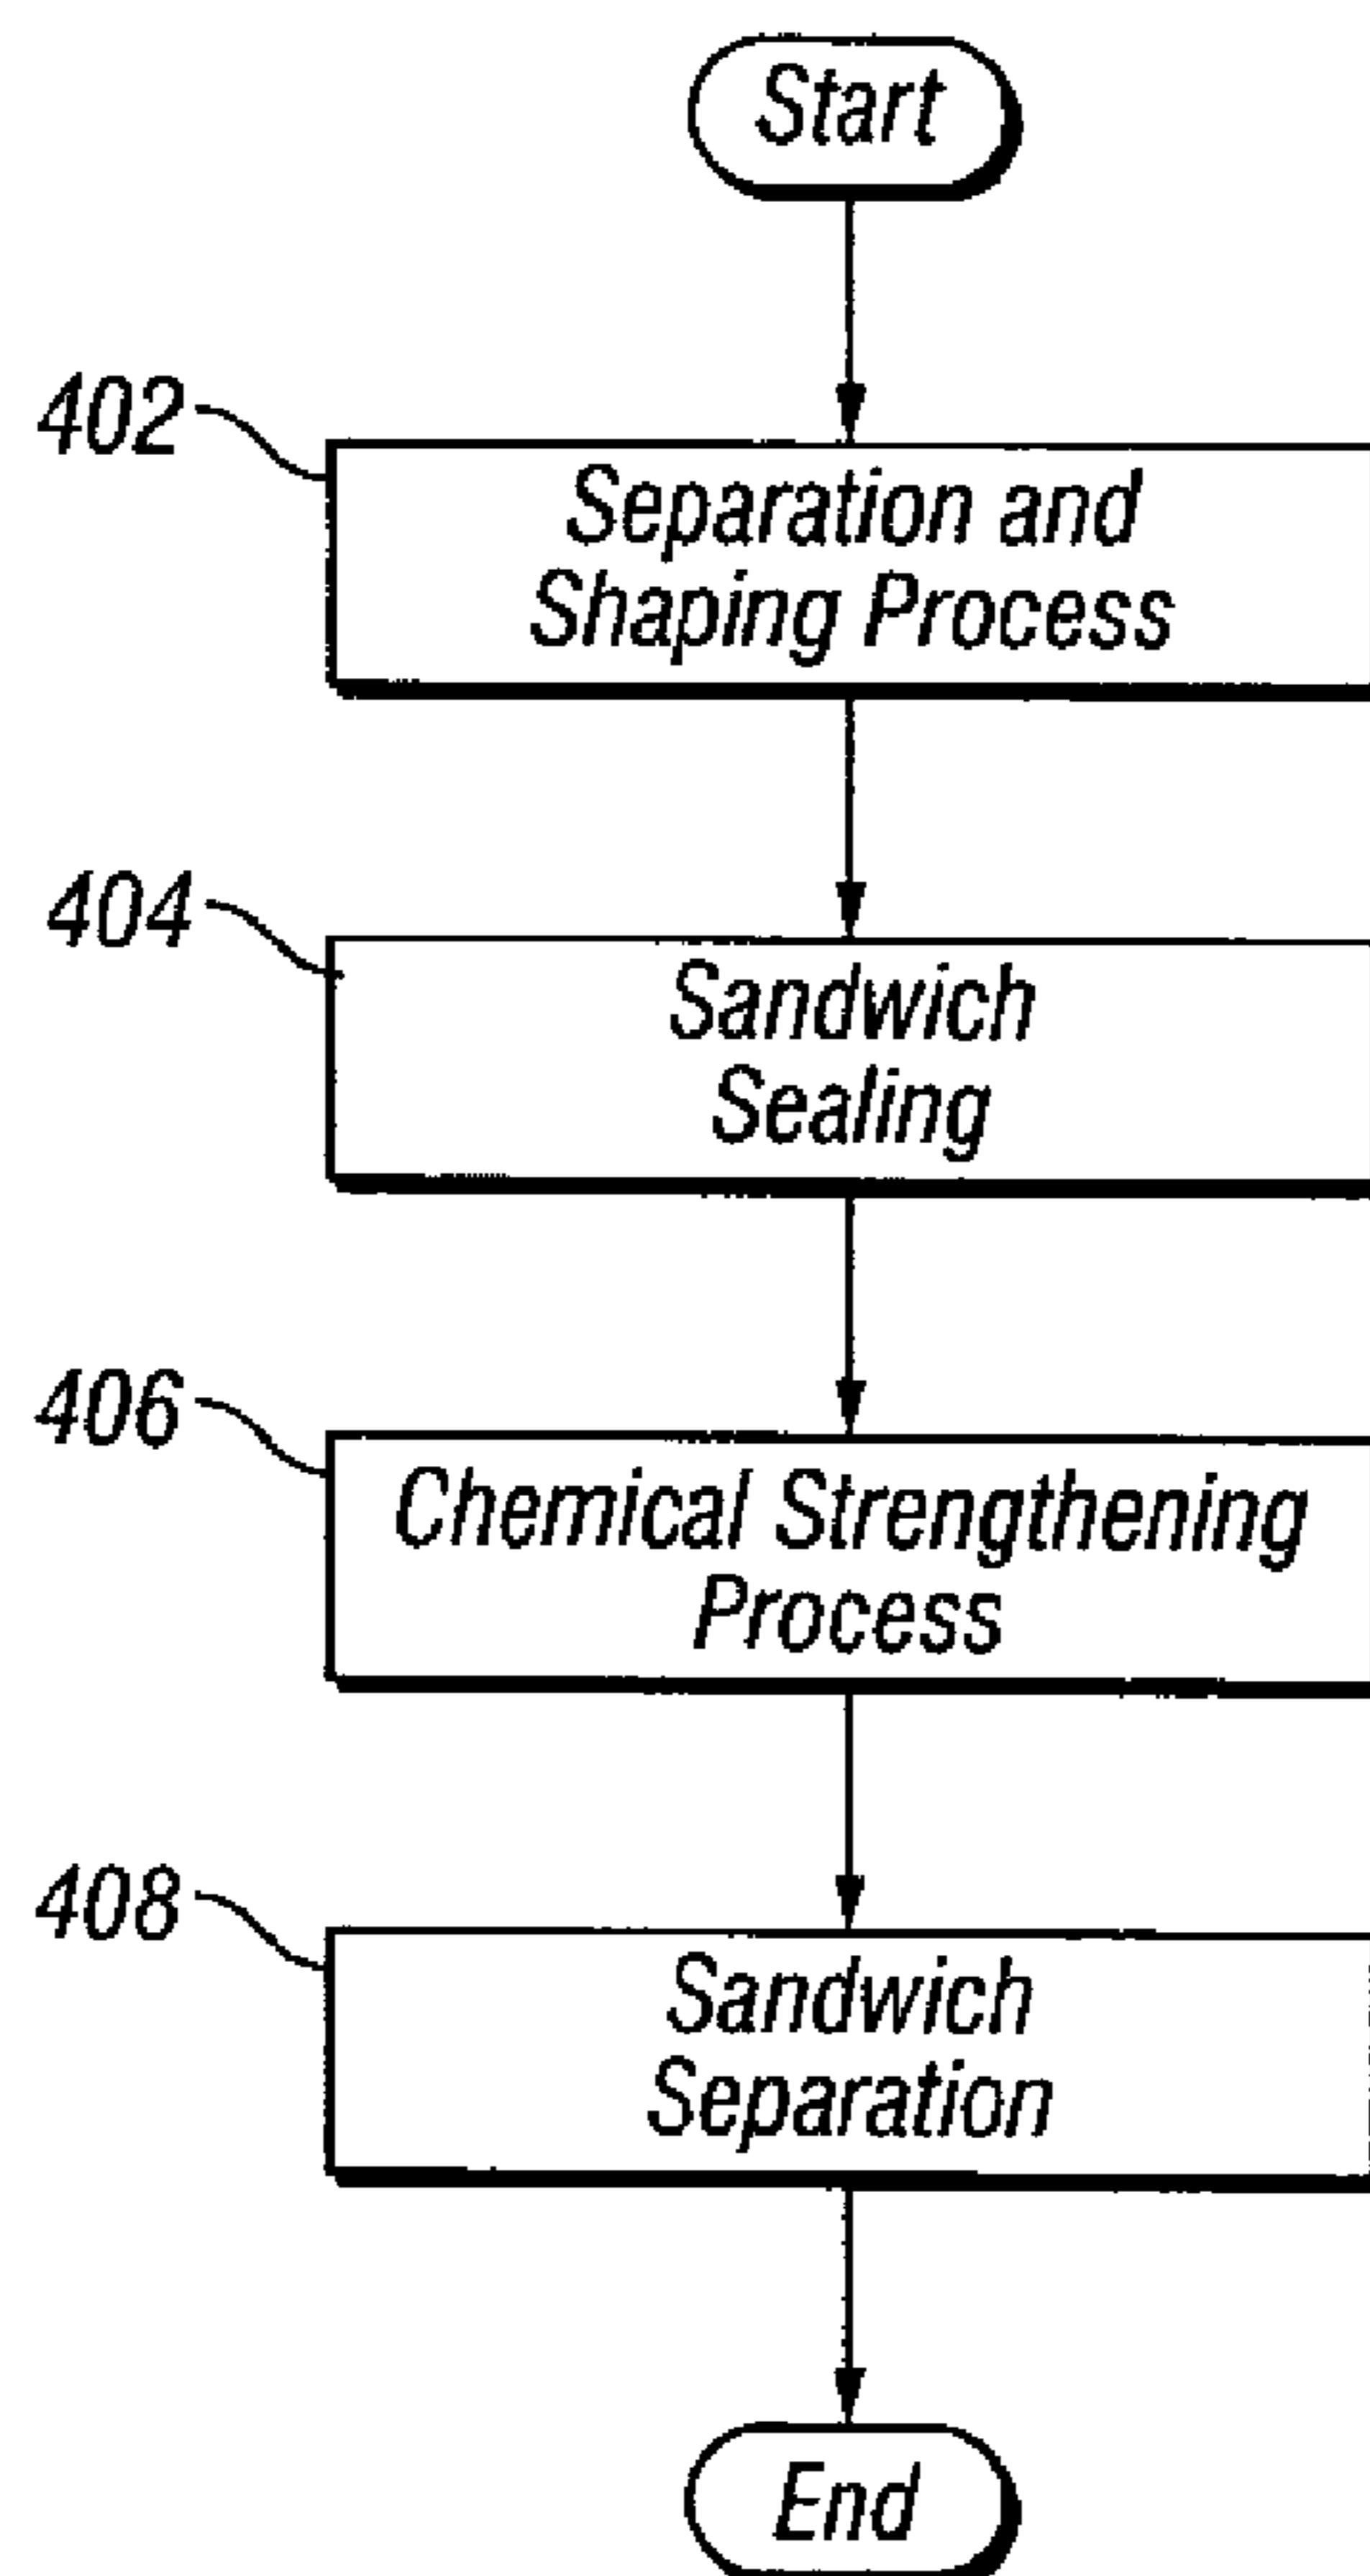 Start
402
Separation and
Shaping Process
404
Sandwich
Sealing
406
Chemical Strengthening
Process
408
Sandwich
Separation
End